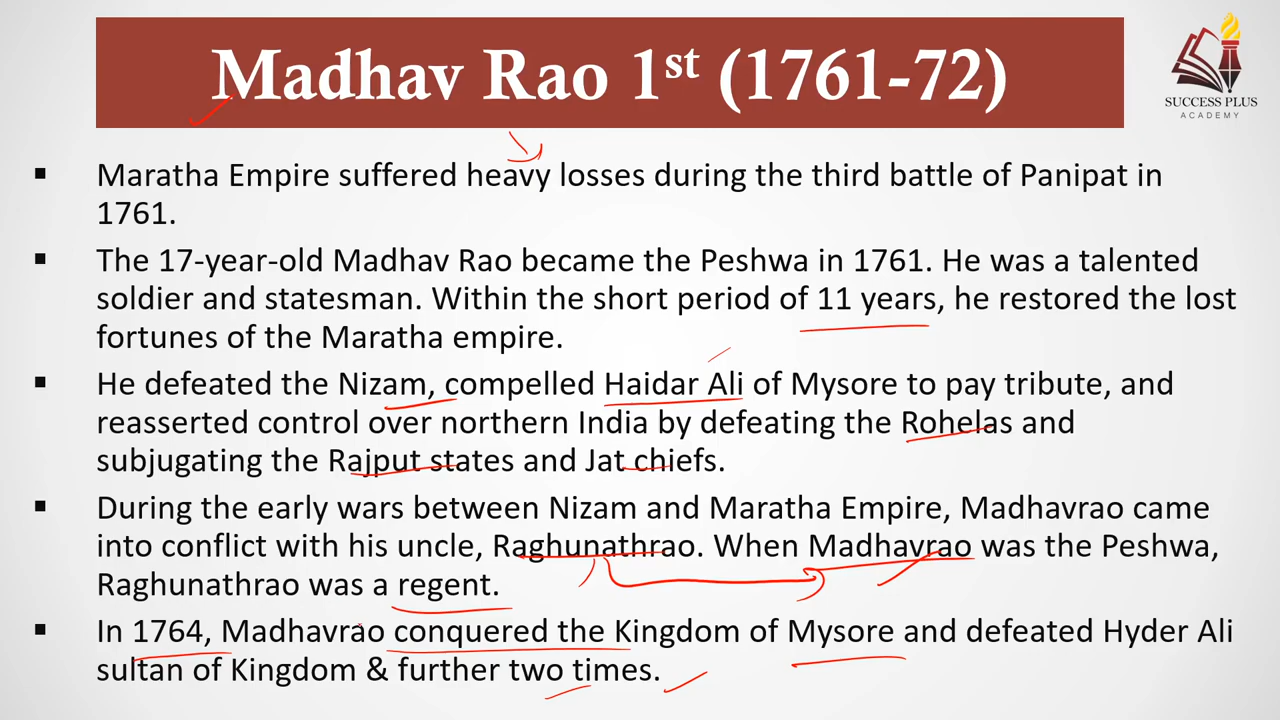 Madhav Rao 1st (1761-72)
SUCCESS PLUS
ACADEMY
▪ Maratha Empire suffered heavy losses during the third battle of Panipat in
1761.
▪ The 17-year-old Madhav Rao became the Peshwa in 1761. He was a talented
soldier and statesman. Within the short period of 11 years, he restored the lost
fortunes of the Maratha empire.
▪ He defeated the Nizam, compelled Haidar Ali of Mysore to pay tribute, and
reasserted control over northern India by defeating the Rohelas and
subjugating the Rajput states and Jat chiefs.
▪ During the early wars between Nizam and Maratha Empire, Madhavrao came
into conflict with his uncle, Raghunathrao. When Madhavrao was the Peshwa,
Raghunathrao was a regent.
▪ In 1764, Madhavrao conquered the Kingdom of Mysore and defeated Hyder Ali
sultan of Kingdom & further two times.